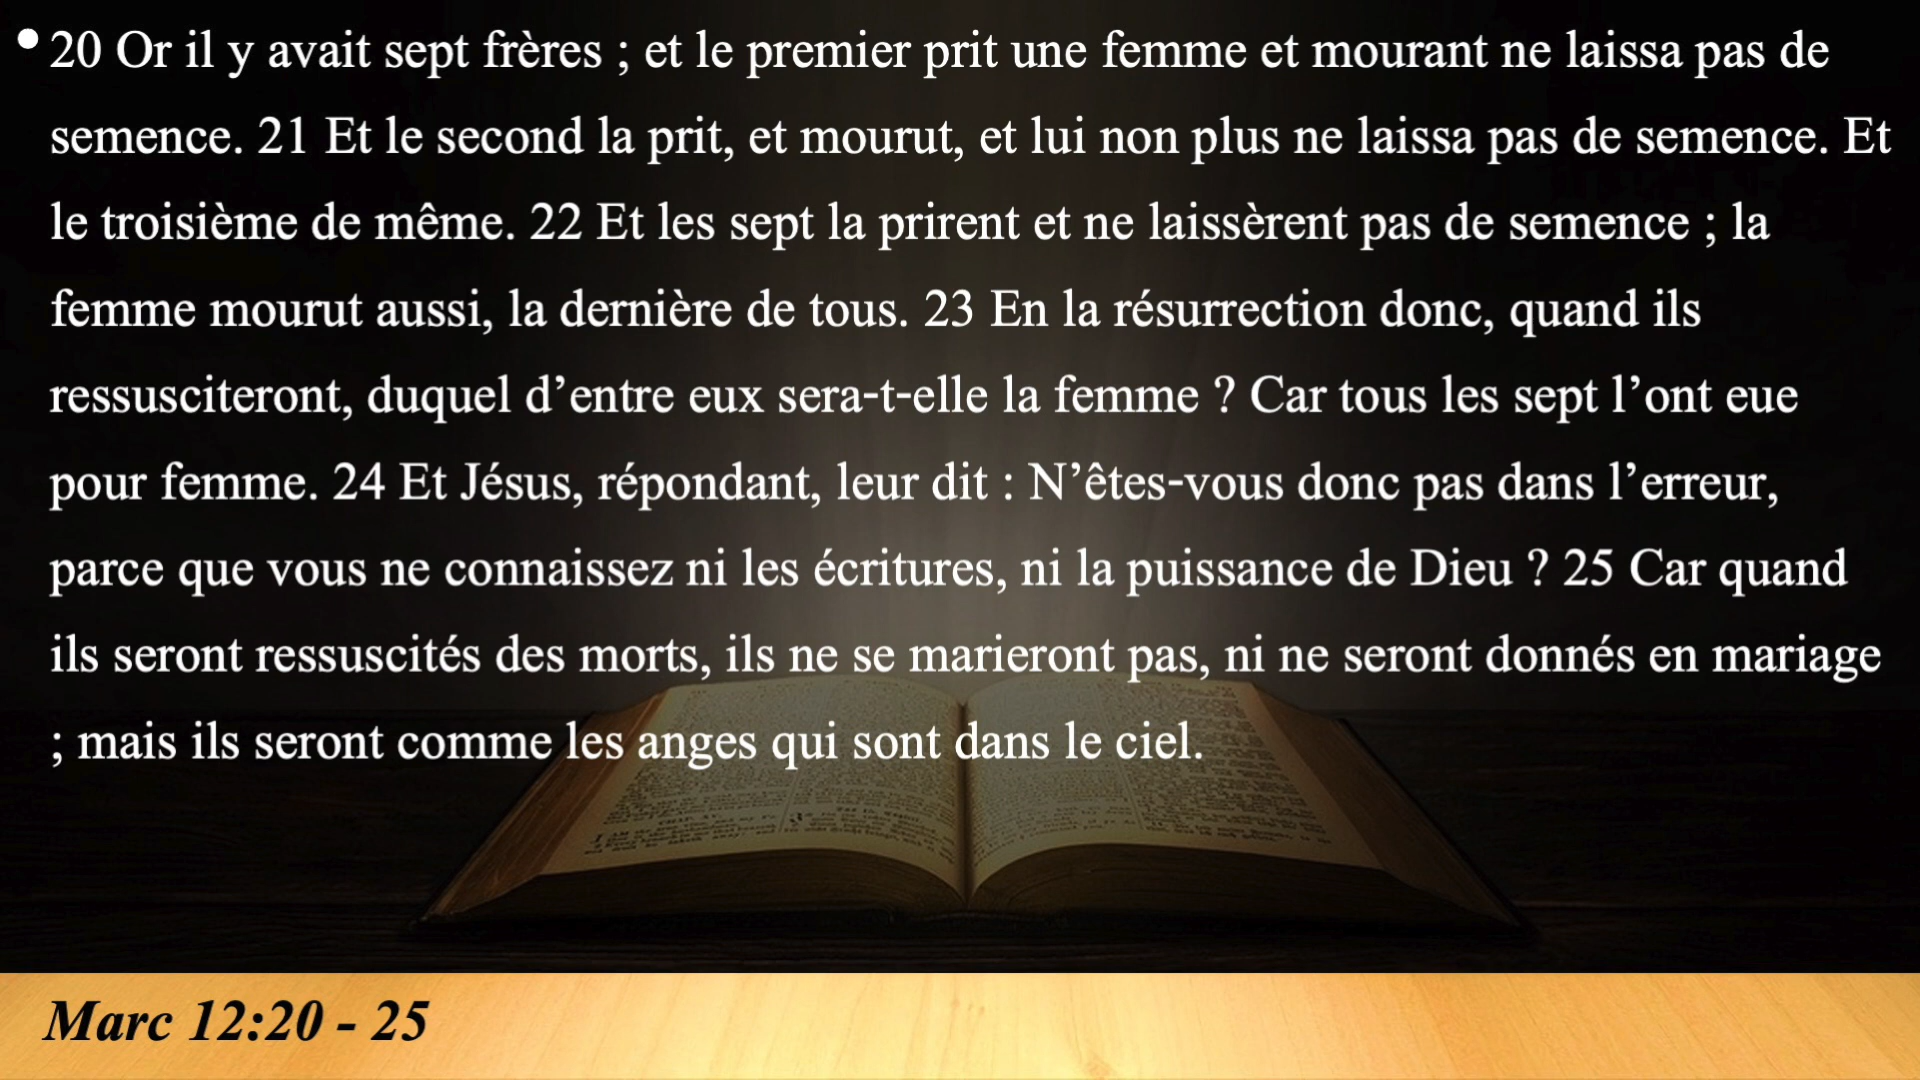 • 20 Or il y avait sept frères ; et le premier prit une femme et mourant ne laissa pas de
semence. 21 Et le second la prit, et mourut, et lui non plus ne laissa pas de semence. Et
le troisième de même. 22 Et les sept la prirent et ne laissèrent pas de semence ; la
femme mourut aussi, la dernière de tous. 23 En la résurrection donc, quand ils
ressusciteront, duquel d’entre eux sera-t-elle la femme ? Car tous les sept l’ont eue
pour femme. 24 Et Jésus, répondant, leur dit : N’êtes-vous donc pas dans l’erreur,
parce que vous ne connaissez ni les écritures, ni la puissance de Dieu ? 25 Car quand
ils seront ressuscités des morts, ils ne se marieront pas, ni ne seront donnés en mariage
; mais ils seront comme les anges qui sont dans le ciel.
Marc 12:20 - 25